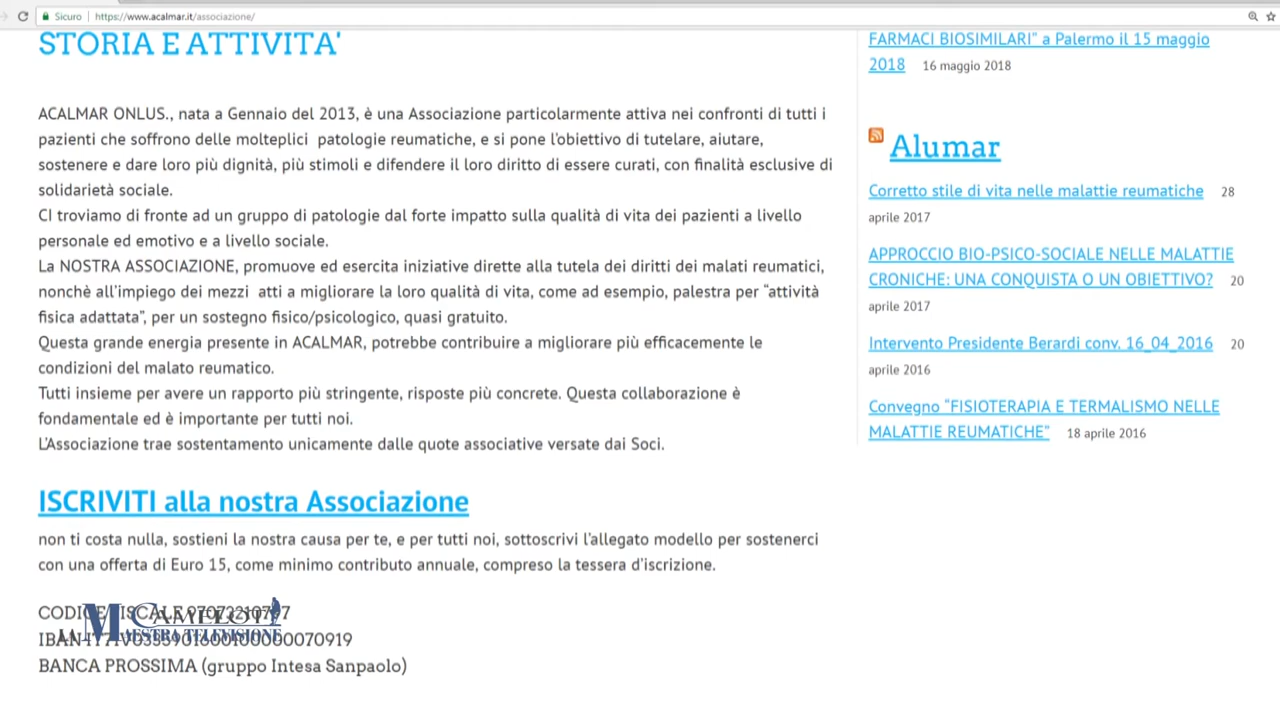 Sicuro | https://www.acalmar.it/associazione/
STORIA E ATTIVITA'
ACALMAR ONLUS., nata a Gennaio del 2013, è una Associazione particolarmente attiva nei confronti di tutti i
pazienti che soffrono delle molteplici patologie reumatiche, e si pone l'obiettivo di tutelare, aiutare,
sostenere e dare loro più dignità, più stimoli e difendere il loro diritto di essere curati, con finalità esclusive di
solidarietà sociale.
CI troviamo di fronte ad un gruppo di patologie dal forte impatto sulla qualità di vita dei pazienti a livello
personale ed emotivo e a livello sociale.
La NOSTRA ASSOCIAZIONE, promuove ed esercita iniziative dirette alla tutela dei diritti dei malati reumatici,
nonchè all'impiego dei mezzi atti a migliorare la loro qualità di vita, come ad esempio, palestra per “attività
fisica adattata”, per un sostegno fisico/psicologico, quasi gratuito.
Questa grande energia presente in ACALMAR, potrebbe contribuire a migliorare più efficacemente le
condizioni del malato reumatico.
Tutti insieme per avere un rapporto più stringente, risposte più concrete. Questa collaborazione è
fondamentale ed è importante per tutti noi.
L'Associazione trae sostentamento unicamente dalle quote associative versate dai Soci.
ISCRIVITI alla nostra Associazione
non ti costa nulla, sostieni la nostra causa per te, e per tutti noi, sottoscrivi l'allegato modello per sostenerci
con una offerta di Euro 15, come minimo contributo annuale, compreso la tessera d'iscrizione.
CODICE FISCALE
CAMELOT
MAESTRA TELEVISIONE
IBAN
BANCA PROSSIMA (gruppo Intesa Sanpaolo)
FARMACI BIOSIMILARI” a Palermo il 15 maggio
2018 16 maggio 2018
Alumar
Corretto stile di vita nelle malattie reumatiche 28
aprile 2017
APPROCCIO BIO-PSICO-SOCIALE NELLE MALATTIE
CRONICHE: UNA CONQUISTA O UN OBIETTIVO? 20
aprile 2017
Intervento Presidente Berardi conv. 16_04_2016 20
aprile 2016
Convegno “FISIOTERAPIA E TERMALISMO NELLE
MALATTIE REUMATICHE” 18 aprile 2016